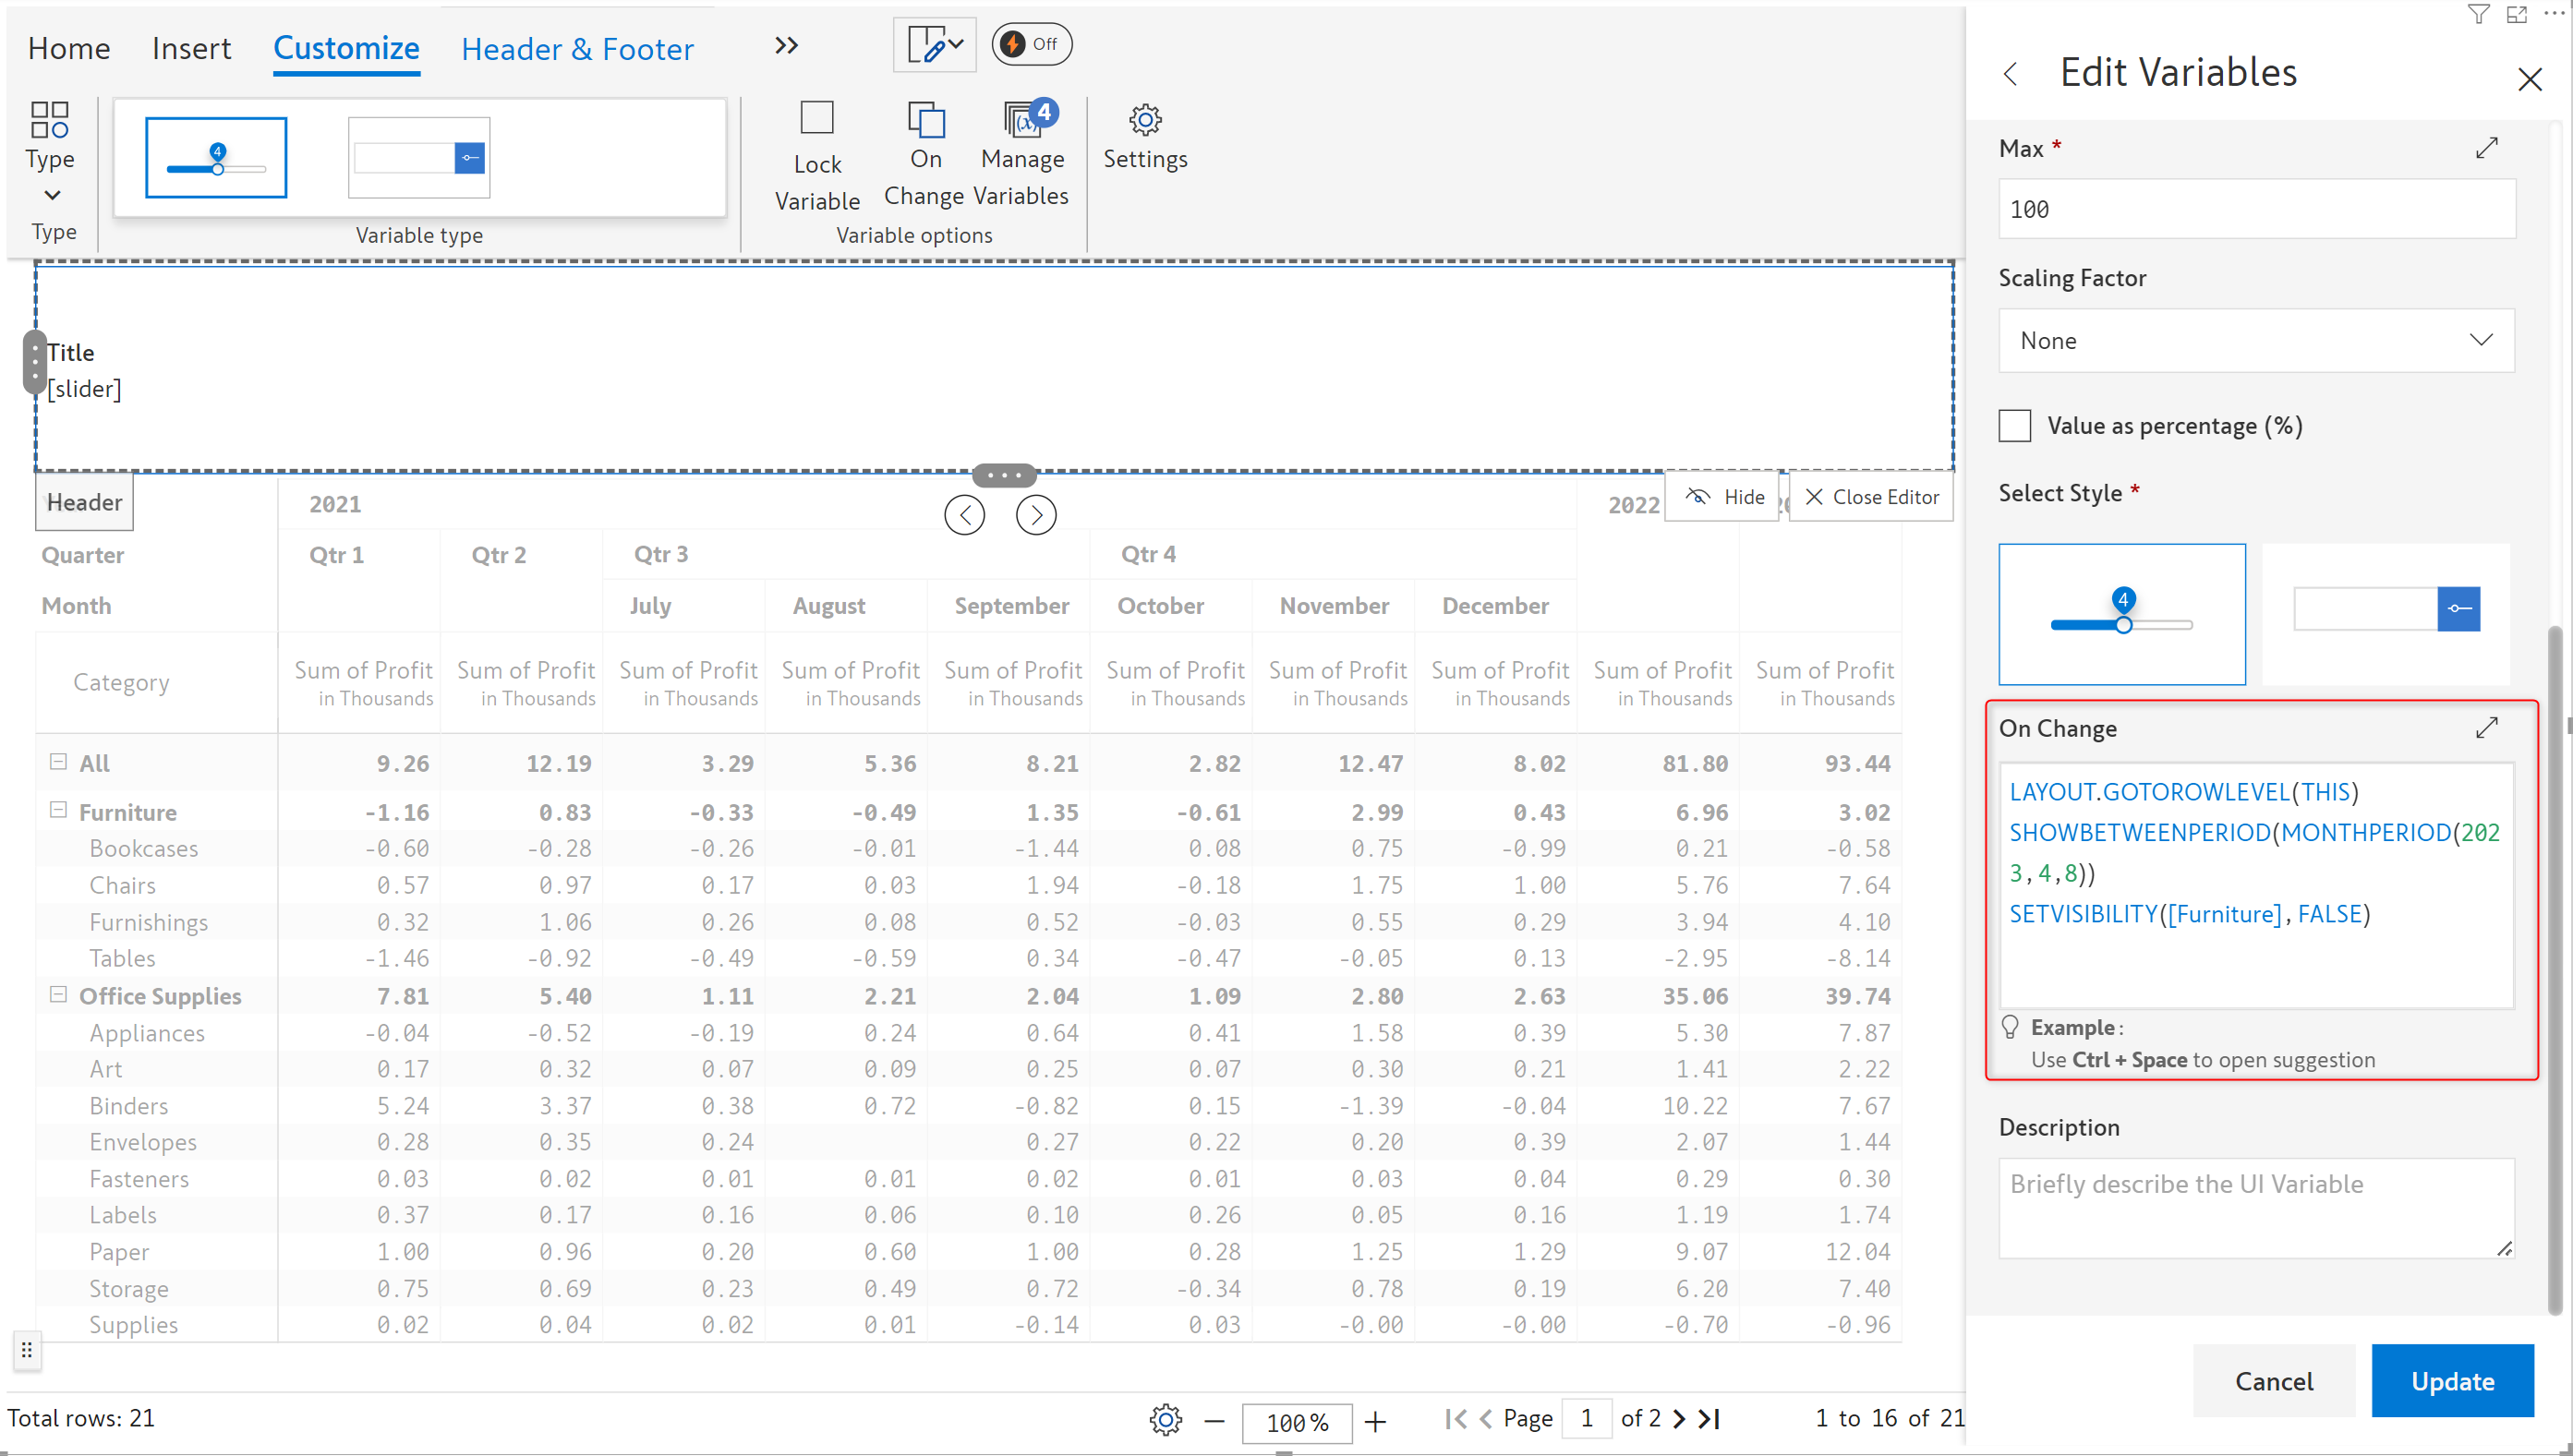 Home Insert Customize Header & Footer Off
Type
Type
4
Variable type
Lock Variable
On Change
4
(x)
Manage Variables
Variable options
Settings
Title
[slider]
Header
Hide
Close Editor
2021 2022
Quarter Qtr 1 Qtr 2 Qtr 3 Qtr 4
Month July August September October November December
Category Sum of Profit Sum of Profit Sum of Profit Sum of Profit Sum of Profit Sum of Profit Sum of Profit Sum of Profit Sum of Profit Sum of Profit
in Thousands in Thousands in Thousands in Thousands in Thousands in Thousands in Thousands in Thousands in Thousands in Thousands
All 9.26 12.19 3.29 5.36 8.21 2.82 12.47 8.02 81.80 93.44
Furniture -1.16 0.83 -0.33 -0.49 1.35 -0.61 2.99 0.43 6.96 3.02
Bookcases -0.60 -0.28 -0.26 -0.01 -1.44 0.08 0.75 -0.99 0.21 -0.58
Chairs 0.57 0.97 0.17 0.03 1.94 -0.18 1.75 1.00 5.76 7.64
Furnishings 0.32 1.06 0.26 0.08 0.52 -0.03 0.55 0.29 3.94 4.10
Tables -1.46 -0.92 -0.49 -0.59 0.34 -0.47 -0.05 0.13 -2.95 -8.14
Office Supplies 7.81 5.40 1.11 2.21 2.04 1.09 2.80 2.63 35.06 39.74
Appliances -0.04 -0.52 -0.19 0.24 0.64 0.41 1.58 0.39 5.30 7.87
Art 0.17 0.32 0.07 0.09 0.25 0.07 0.30 0.21 1.41 2.22
Binders 5.24 3.37 0.38 0.72 -0.82 0.15 -1.39 -0.04 10.22 7.67
Envelopes 0.28 0.35 0.24 0.27 0.22 0.20 0.39 2.07 1.44
Fasteners 0.03 0.02 0.01 0.01 0.02 0.01 0.03 0.04 0.29 0.30
Labels 0.37 0.17 0.16 0.06 0.10 0.26 0.05 0.16 1.19 1.74
Paper 1.00 0.96 0.20 0.60 1.00 0.28 1.25 1.29 9.07 12.04
Storage 0.75 0.69 0.23 0.49 0.72 -0.34 0.78 0.19 6.20 7.40
Supplies 0.02 0.04 0.02 0.01 -0.14 0.03 -0.00 -0.00 -0.70 -0.96
Total rows: 21 100% Page 1 of 2 1 to 16 of 21
Edit Variables
Max *
100
Scaling Factor
None
Value as percentage (%)
Select Style *
4
On Change
LAYOUT.GOTOROWLEVEL(THIS)
SHOWBETWEENPERIOD(MONTHPERIOD(202
3,4,8))
SETVISIBILITY([Furniture], FALSE)
Example:
Use Ctrl + Space to open suggestion
Description
Briefly describe the UI Variable
Cancel
Update